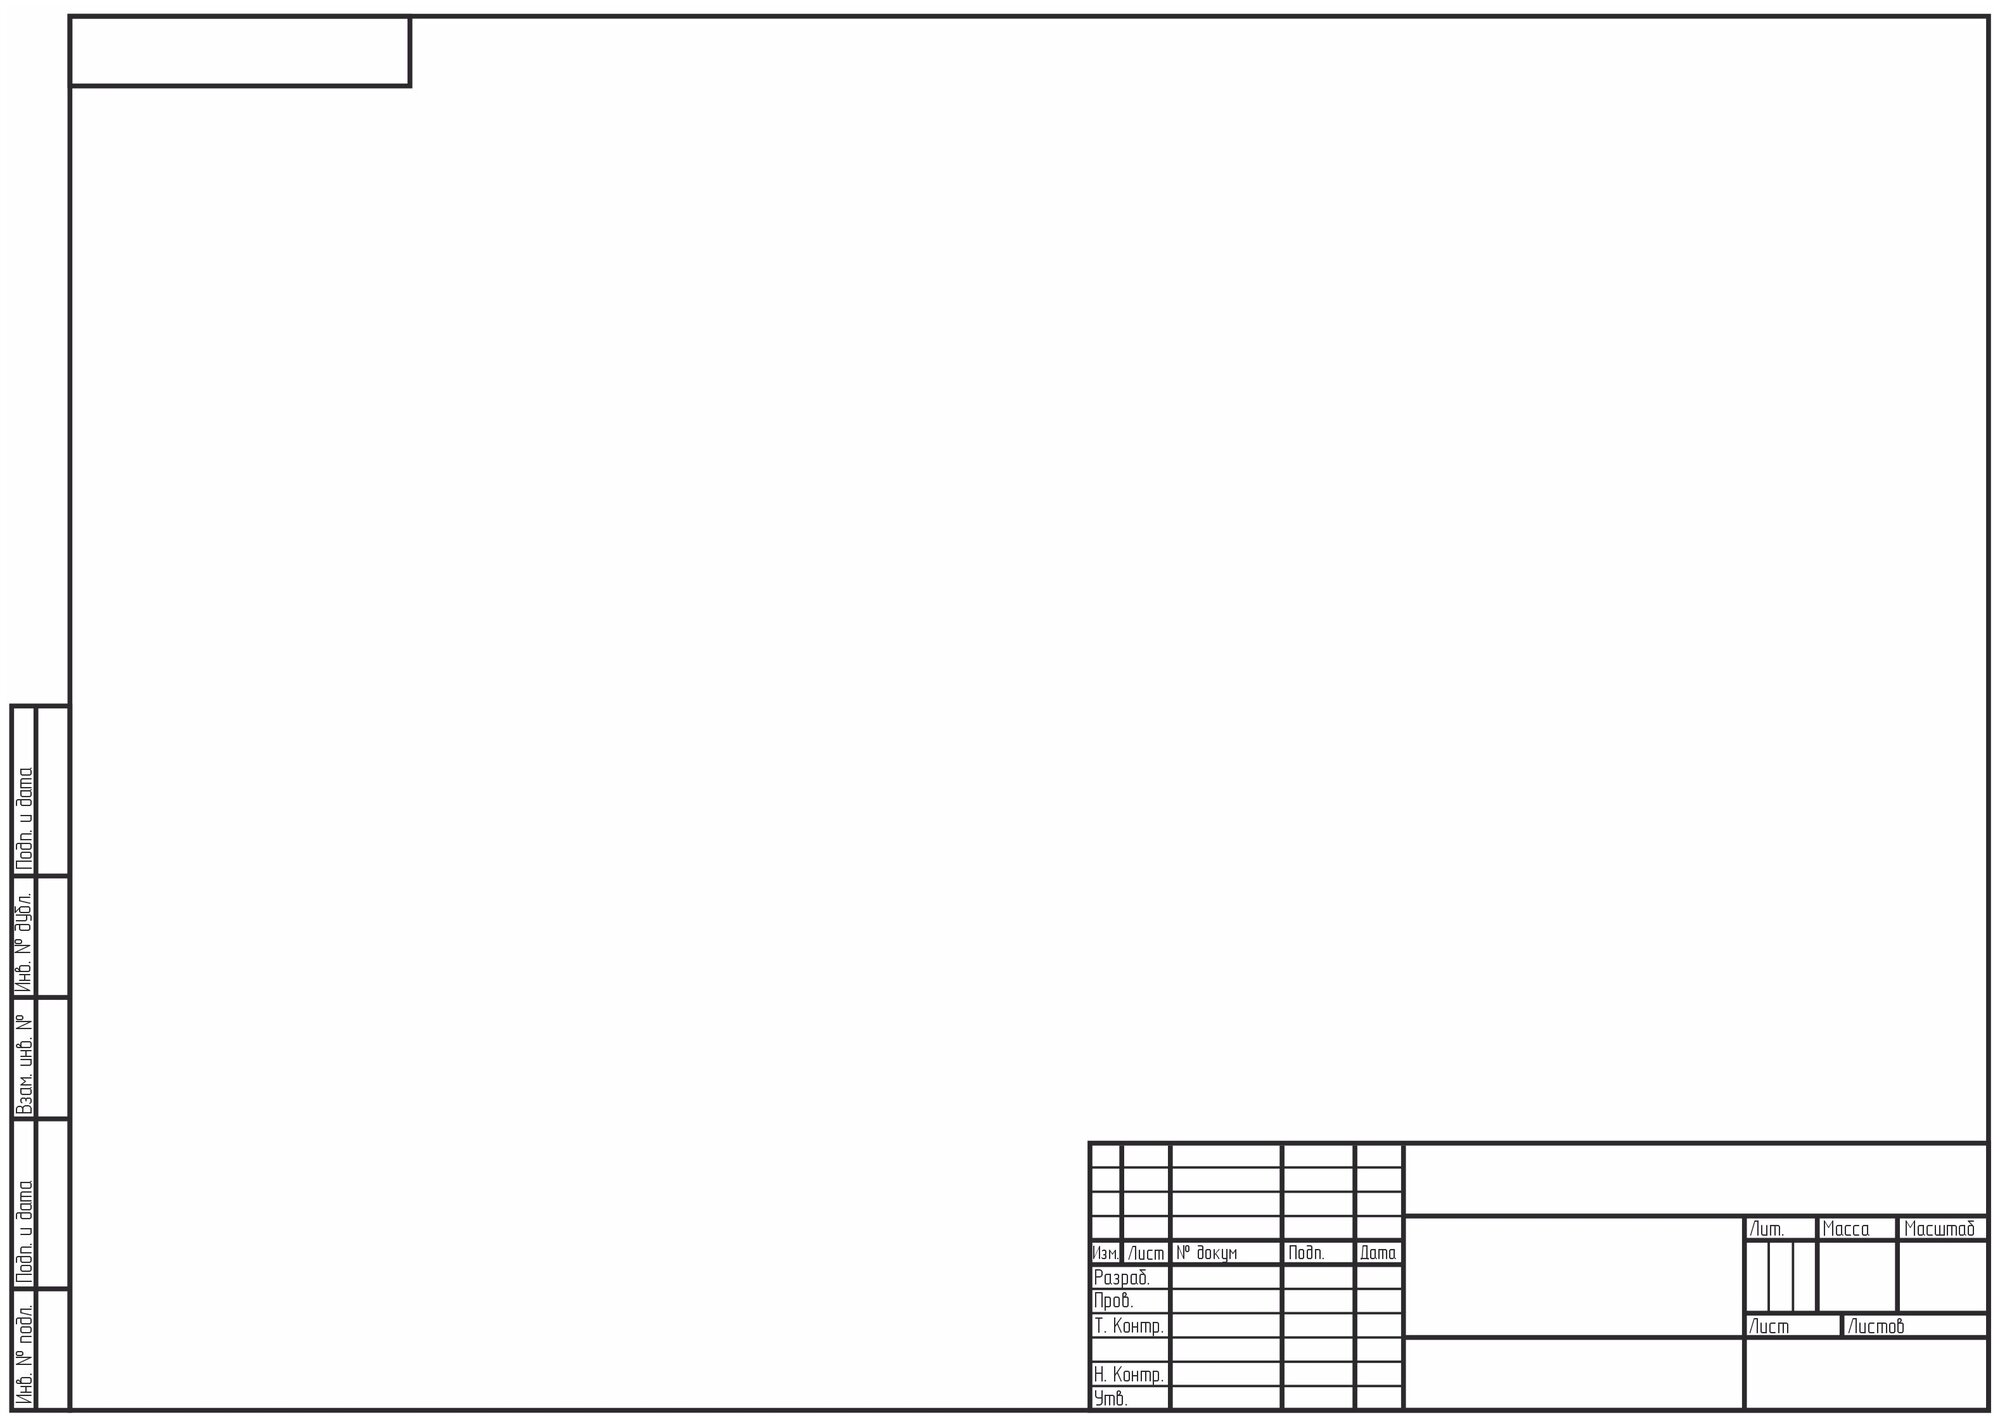 Подп. и дата
Инв. № дубл.
Взам. инв. №
Подп. и дата
Инв. № подл.
Лит. Масса Масштаб
Изм. Лист № докум Подп. Дата
Разраб.
Пров.
Т. Контр. Лист Листов
Н. Контр.
Утв.